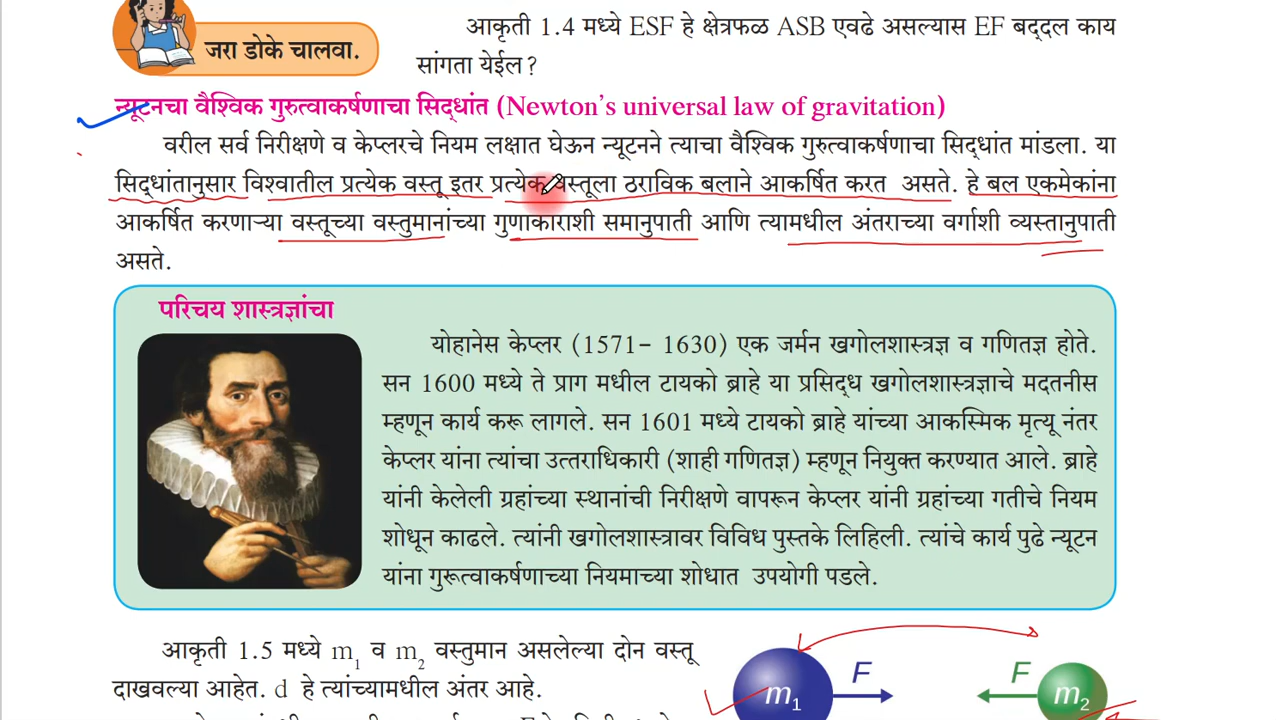 आकृती 1.4 मध्ये ESF हे क्षेत्रफळ ASB एवढे असल्यास EF बद्दल काय
जरा डोके चालवा.
सांगता येईल?
न्यूटनचा वैश्विक गुरुत्वाकर्षणाचा सिद्धांत (Newton's universal law of gravitation)
वरील सर्व निरीक्षणे व केप्लरचे नियम लक्षात घेऊन न्यूटनने त्याचा वैश्विक गुरुत्वाकर्षणाचा सिद्धांत मांडला. या
सिद्धांतानुसार विश्वातील प्रत्येक वस्तू इतर प्रत्येक वस्तूला ठराविक बलाने आकर्षित करत असते. हे बल एकमेकांना
आकर्षित करणाऱ्या वस्तूच्या वस्तुमानांच्या गुणाकाराशी समानुपाती आणि त्यामधील अंतराच्या वर्गाशी व्यस्तानुपाती
असते.
परिचय शास्त्रज्ञांचा
योहानेस केप्लर (1571- 1630) एक जर्मन खगोलशास्त्रज्ञ व गणितज्ञ होते.
सन 1600 मध्ये ते प्राग मधील टायको ब्राहे या प्रसिद्ध खगोलशास्त्रज्ञाचे मदतनीस
म्हणून कार्य करू लागले. सन 1601 मध्ये टायको ब्राहे यांच्या आकस्मिक मृत्यू नंतर
केप्लर यांना त्यांचा उत्तराधिकारी (शाही गणितज्ञ) म्हणून नियुक्त करण्यात आले. ब्राहे
यांनी केलेली ग्रहांच्या स्थानांची निरीक्षणे वापरून केप्लर यांनी ग्रहांच्या गतीचे नियम
शोधून काढले. त्यांनी खगोलशास्त्रावर विविध पुस्तके लिहिली. त्यांचे कार्य पुढे न्यूटन
यांना गुरूत्वाकर्षणाच्या नियमाच्या शोधात उपयोगी पडले.
आकृती 1.5 मध्ये m₁ व m₂ वस्तुमान असलेल्या दोन वस्तू
दाखवल्या आहेत. d हे त्यांच्यामधील अंतर आहे.
m₁ F F m₂